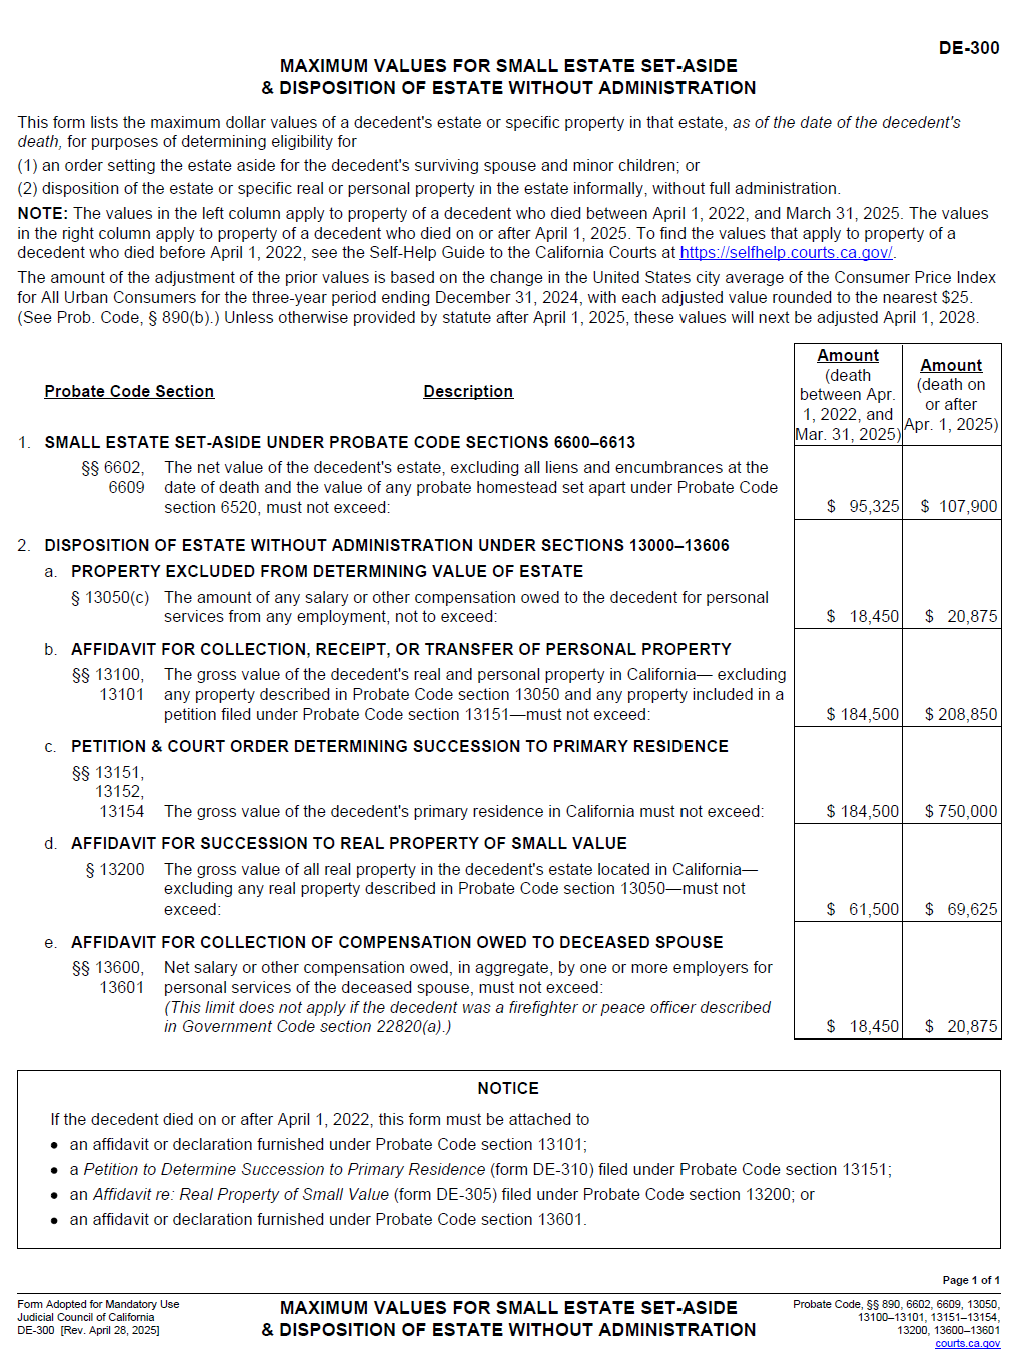 DE-300
MAXIMUM VALUES FOR SMALL ESTATE SET-ASIDE
& DISPOSITION OF ESTATE WITHOUT ADMINISTRATION
This form lists the maximum dollar values of a decedent's estate or specific property in that estate, as of the date of the decedent's
death, for purposes of determining eligibility for
(1) an order setting the estate aside for the decedent's surviving spouse and minor children; or
(2) disposition of the estate or specific real or personal property in the estate informally, without full administration.
NOTE: The values in the left column apply to property of a decedent who died between April 1, 2022, and March 31, 2025. The values
in the right column apply to property of a decedent who died on or after April 1, 2025. To find the values that apply to property of a
decedent who died before April 1, 2022, see the Self-Help Guide to the California Courts at https://selfhelp.courts.ca.gov/.
The amount of the adjustment of the prior values is based on the change in the United States city average of the Consumer Price Index
for All Urban Consumers for the three-year period ending December 31, 2024, with each adjusted value rounded to the nearest $25.
(See Prob. Code, § 890(b).) Unless otherwise provided by statute after April 1, 2025, these values will next be adjusted April 1, 2028.
Probate Code Section Description
Amount
(death
between Apr.
1, 2022, and
Mar. 31, 2025)
Amount
(death on
or after
Apr. 1, 2025)
1. SMALL ESTATE SET-ASIDE UNDER PROBATE CODE SECTIONS 6600–6613
§§ 6602, The net value of the decedent's estate, excluding all liens and encumbrances at the
6609 date of death and the value of any probate homestead set apart under Probate Code
section 6520, must not exceed: $ 95,325 $ 107,900
2. DISPOSITION OF ESTATE WITHOUT ADMINISTRATION UNDER SECTIONS 13000–13606
a. PROPERTY EXCLUDED FROM DETERMINING VALUE OF ESTATE
§ 13050(c) The amount of any salary or other compensation owed to the decedent for personal
services from any employment, not to exceed: $ 18,450 $ 20,875
b. AFFIDAVIT FOR COLLECTION, RECEIPT, OR TRANSFER OF PERSONAL PROPERTY
§§ 13100, The gross value of the decedent's real and personal property in California— excluding
13101 any property described in Probate Code section 13050 and any property included in a
petition filed under Probate Code section 13151—must not exceed: $ 184,500 $ 208,850
c. PETITION & COURT ORDER DETERMINING SUCCESSION TO PRIMARY RESIDENCE
§§ 13151,
13152,
13154 The gross value of the decedent's primary residence in California must not exceed: $ 184,500 $ 750,000
d. AFFIDAVIT FOR SUCCESSION TO REAL PROPERTY OF SMALL VALUE
§ 13200 The gross value of all real property in the decedent's estate located in California—
excluding any real property described in Probate Code section 13050—must not
exceed: $ 61,500 $ 69,625
e. AFFIDAVIT FOR COLLECTION OF COMPENSATION OWED TO DECEASED SPOUSE
§§ 13600, Net salary or other compensation owed, in aggregate, by one or more employers for
13601 personal services of the deceased spouse, must not exceed:
(This limit does not apply if the decedent was a firefighter or peace officer described
in Government Code section 22820(a).) $ 18,450 $ 20,875
NOTICE
If the decedent died on or after April 1, 2022, this form must be attached to
● an affidavit or declaration furnished under Probate Code section 13101;
● a Petition to Determine Succession to Primary Residence (form DE-310) filed under Probate Code section 13151;
● an Affidavit re: Real Property of Small Value (form DE-305) filed under Probate Code section 13200; or
● an affidavit or declaration furnished under Probate Code section 13601.
Page 1 of 1
Form Adopted for Mandatory Use
Judicial Council of California
DE-300 [Rev. April 28, 2025]
MAXIMUM VALUES FOR SMALL ESTATE SET-ASIDE
& DISPOSITION OF ESTATE WITHOUT ADMINISTRATION
Probate Code, §§ 890, 6602, 6609, 13050,
13100–13101, 13151–13154,
13200, 13600–13601
courts.ca.gov